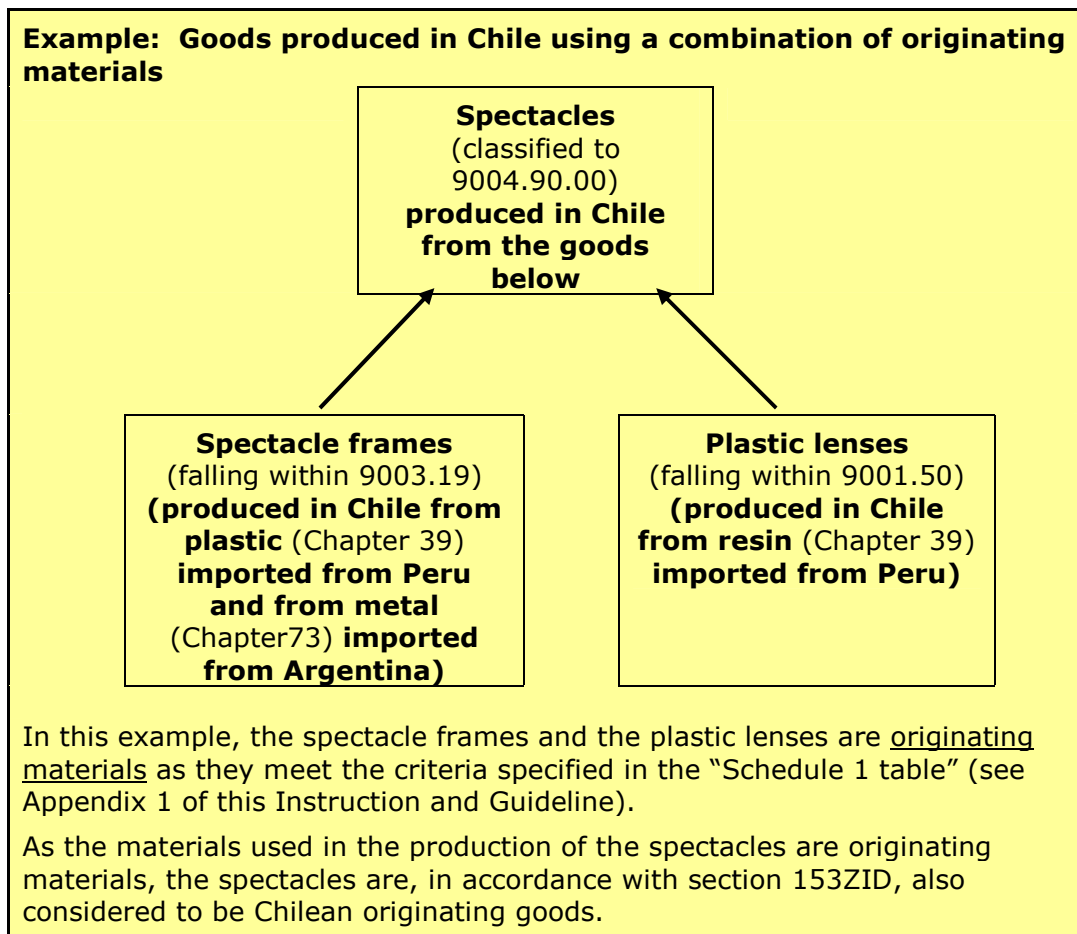 Example: Goods produced in Chile using a combination of originating
materials
Spectacles
(classified to
9004.90.00)
produced in Chile
from the goods
below
Spectacle frames
(falling within 9003.19)
(produced in Chile from
plastic (Chapter 39)
imported from Peru
and from metal
(Chapter73) imported
from Argentina)
Plastic lenses
(falling within 9001.50)
(produced in Chile
from resin (Chapter 39)
imported from Peru)
In this example, the spectacle frames and the plastic lenses are originating
materials as they meet the criteria specified in the “Schedule 1 table” (see
Appendix 1 of this Instruction and Guideline).
As the materials used in the production of the spectacles are originating
materials, the spectacles are, in accordance with section 153ZID, also
considered to be Chilean originating goods.